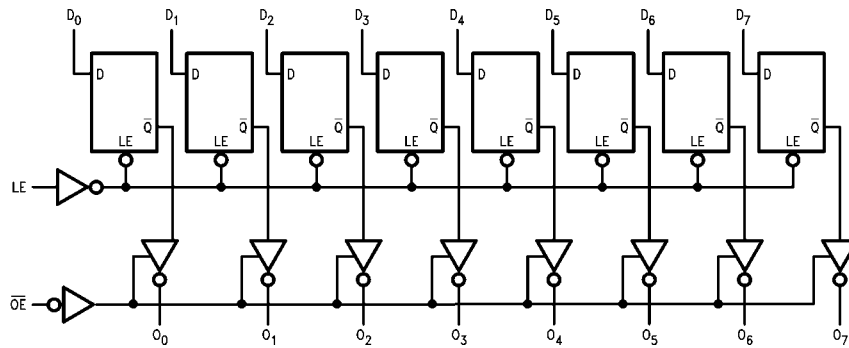 D₀ D₁ D₂ D₃ D₄ D₅ D₆ D₇
D D D D D D D D
Q̅ Q̅ Q̅ Q̅ Q̅ Q̅ Q̅ Q̅
LE LE LE LE LE LE LE LE
LE
O̅E̅
O₀ O₁ O₂ O₃ O₄ O₅ O₆ O₇